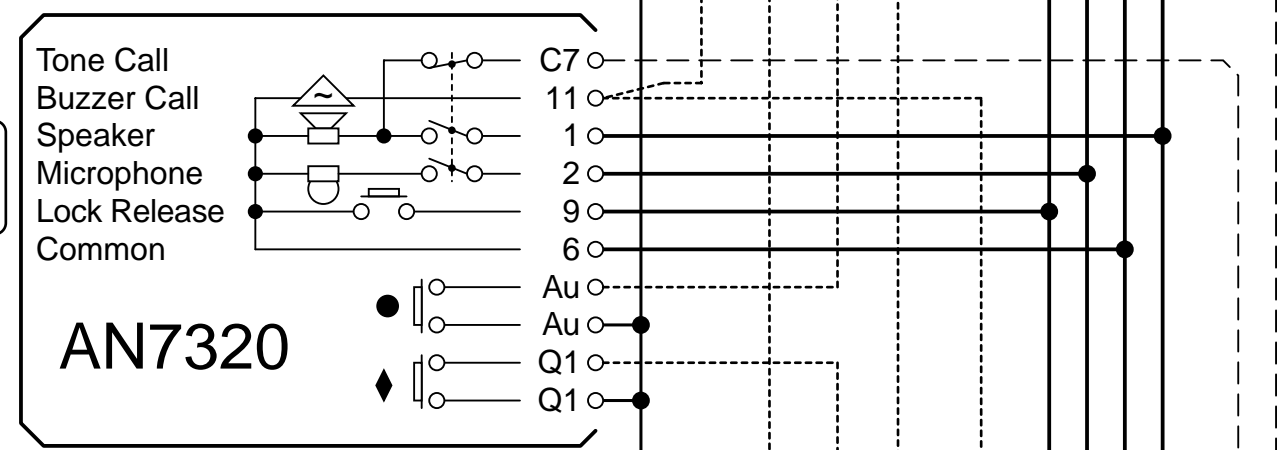 Tone Call C7
Buzzer Call ~ 11
Speaker 1
Microphone 2
Lock Release 9
Common 6
Au
Au
AN7320
Q1
Q1